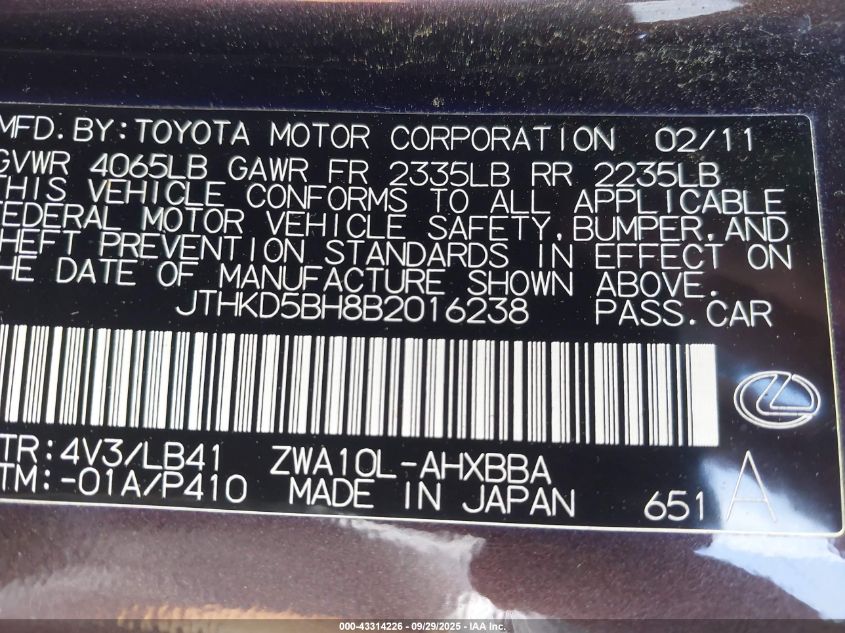 MFD. BY: TOYOTA MOTOR CORPORATION 02/11
GVWR 4065LB GAWR FR 2335LB RR 2235LB
THIS VEHICLE CONFORMS TO ALL APPLICABLE
FEDERAL MOTOR VEHICLE SAFETY, BUMPER, AND
THEFT PREVENTION STANDARDS IN EFFECT ON
THE DATE OF MANUFACTURE SHOWN ABOVE.
JTHKD5BH8B2016238 PASS. CAR
TR: 4V3/LB41 ZWA10L-AHXBBA
TM: -01A/P410 MADE IN JAPAN 651 A
000-43314226 - 09/29/2025 - IAA Inc.